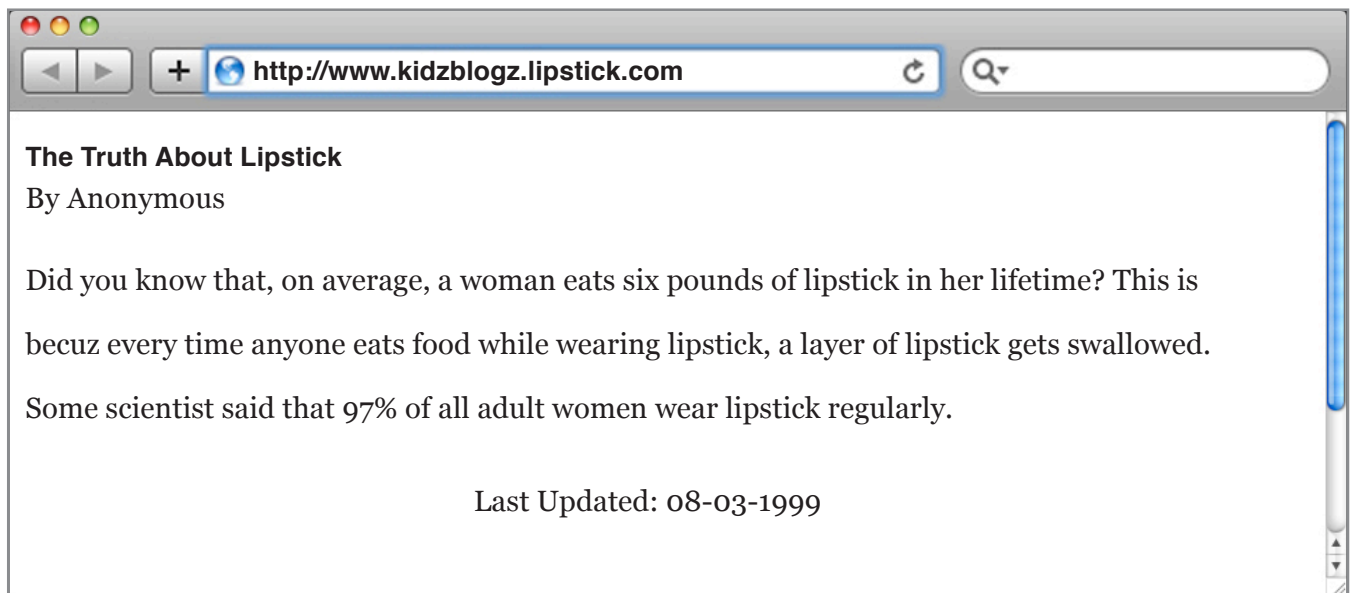 http://www.kidzblogz.lipstick.com
The Truth About Lipstick
By Anonymous
Did you know that, on average, a woman eats six pounds of lipstick in her lifetime? This is
becuz every time anyone eats food while wearing lipstick, a layer of lipstick gets swallowed.
Some scientist said that 97% of all adult women wear lipstick regularly.
Last Updated: 08-03-1999